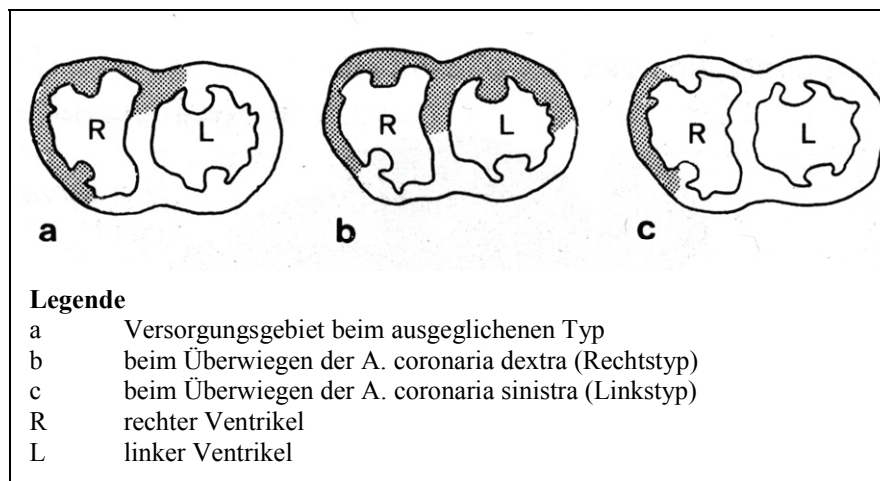 R L R L R L
a b c
Legende
a Versorgungsgebiet beim ausgeglichenen Typ
b beim Überwiegen der A. coronaria dextra (Rechtstyp)
c beim Überwiegen der A. coronaria sinistra (Linkstyp)
R rechter Ventrikel
L linker Ventrikel